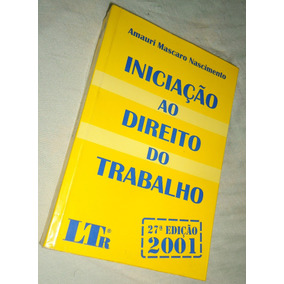 Amauri Mascaro Nascimento
INICIAÇÃO
AO
DIREITO
DO
TRABALHO
LTr®
27ª EDIÇÃO
2001